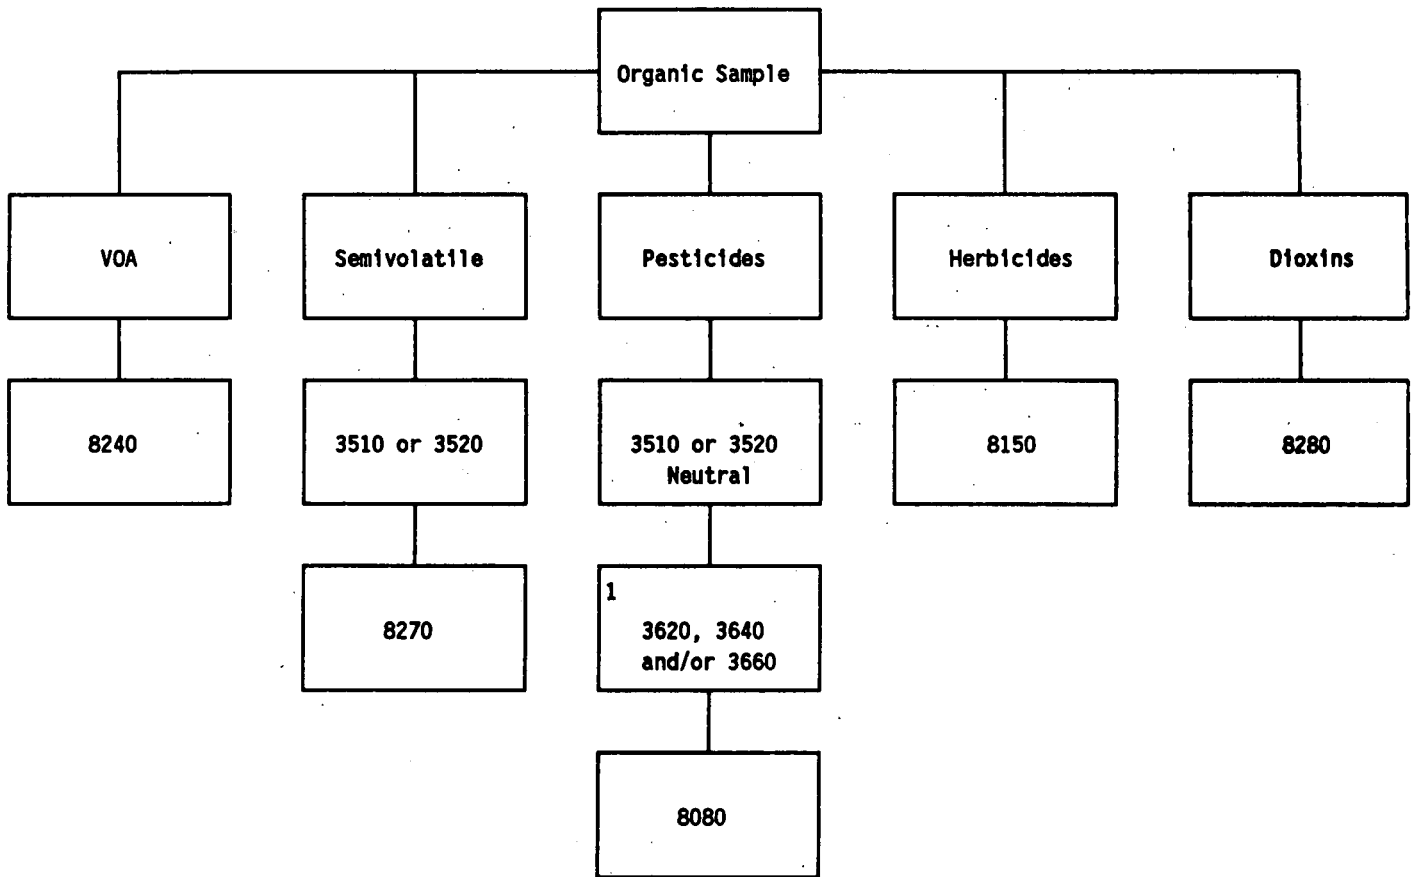 Organic Sample
VOA
Semivolatile
Pesticides
Herbicides
Dioxins
8240
3510 or 3520
3510 or 3520
Neutral
8150
8280
8270
1
3620, 3640
and/or 3660
8080